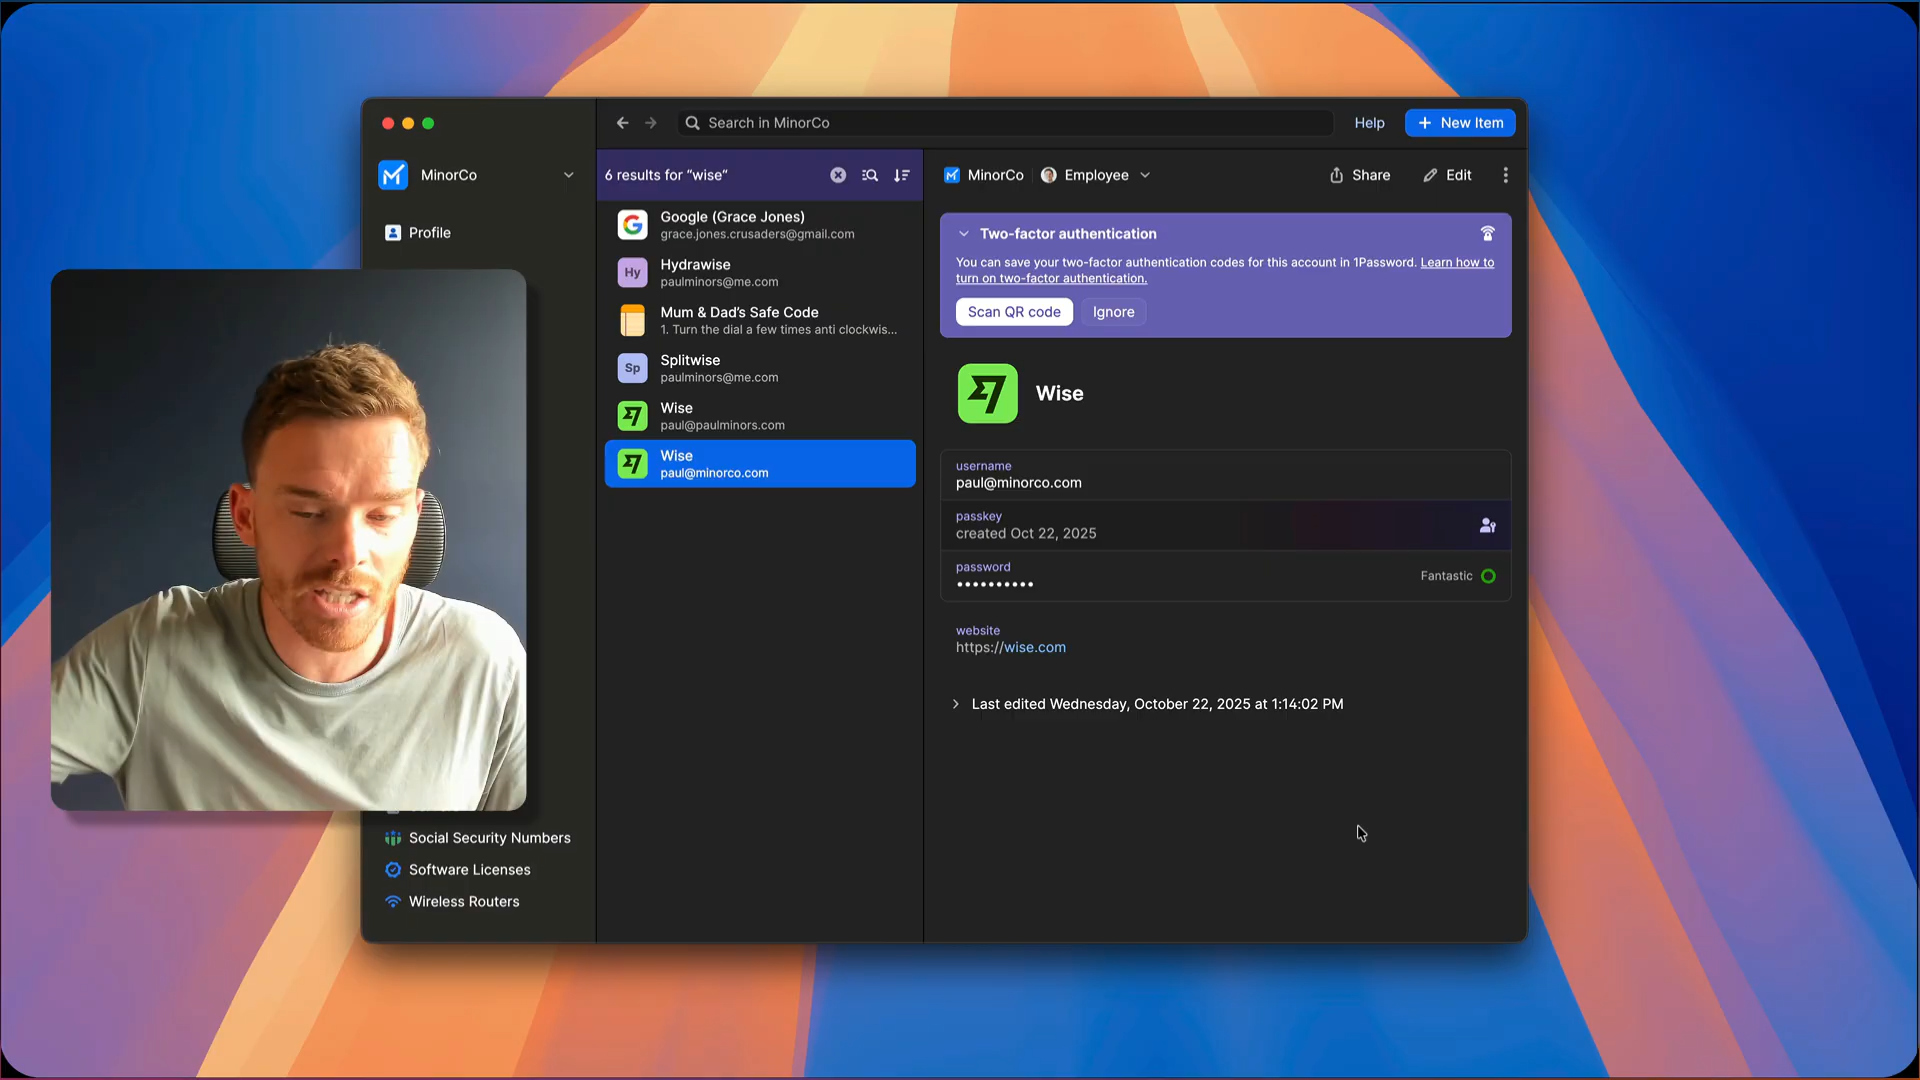 Search in MinorCo
Help
New Item
MinorCo
Profile
Social Security Numbers
Software Licenses
Wireless Routers
6 results for “wise”
Google (Grace Jones)
grace.jones.crusaders@gmail.com
Hy
Hydrawise
paulminors@me.com
Mum & Dad’s Safe Code
1. Turn the dial a few times anti clockwis...
Sp
Splitwise
paulminors@me.com
Wise
paul@paulminors.com
Wise
paul@minorco.com
MinorCo
Employee
Share
Edit
Two-factor authentication
You can save your two-factor authentication codes for this account in 1Password. Learn how to
turn on two-factor authentication.
Scan QR code
Ignore
Wise
username
paul@minorco.com
passkey
created Oct 22, 2025
password
••••••••••
Fantastic
website
https://wise.com
Last edited Wednesday, October 22, 2025 at 1:14:02 PM